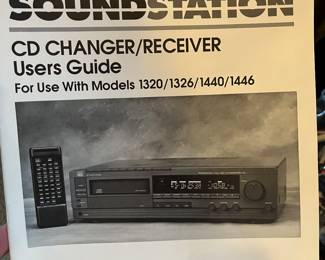 SOUNDSTATION
CD CHANGER/RECEIVER
Users Guide
For Use With Models 1320/1326/1440/1446